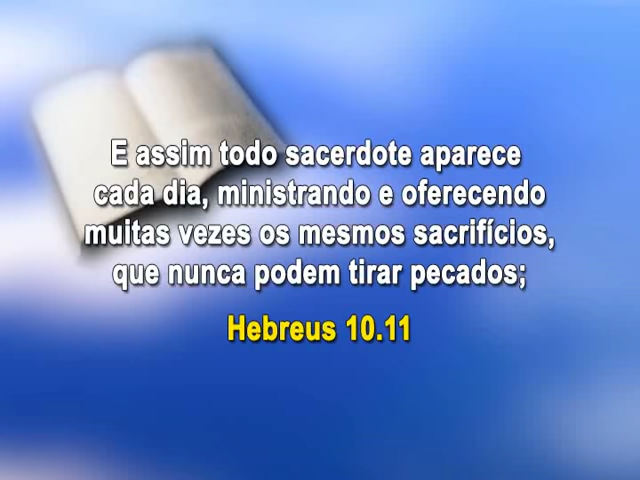 E assim todo sacerdote aparece
cada dia, ministrando e oferecendo
muitas vezes os mesmos sacrifícios,
que nunca podem tirar pecados;
Hebreus 10.11